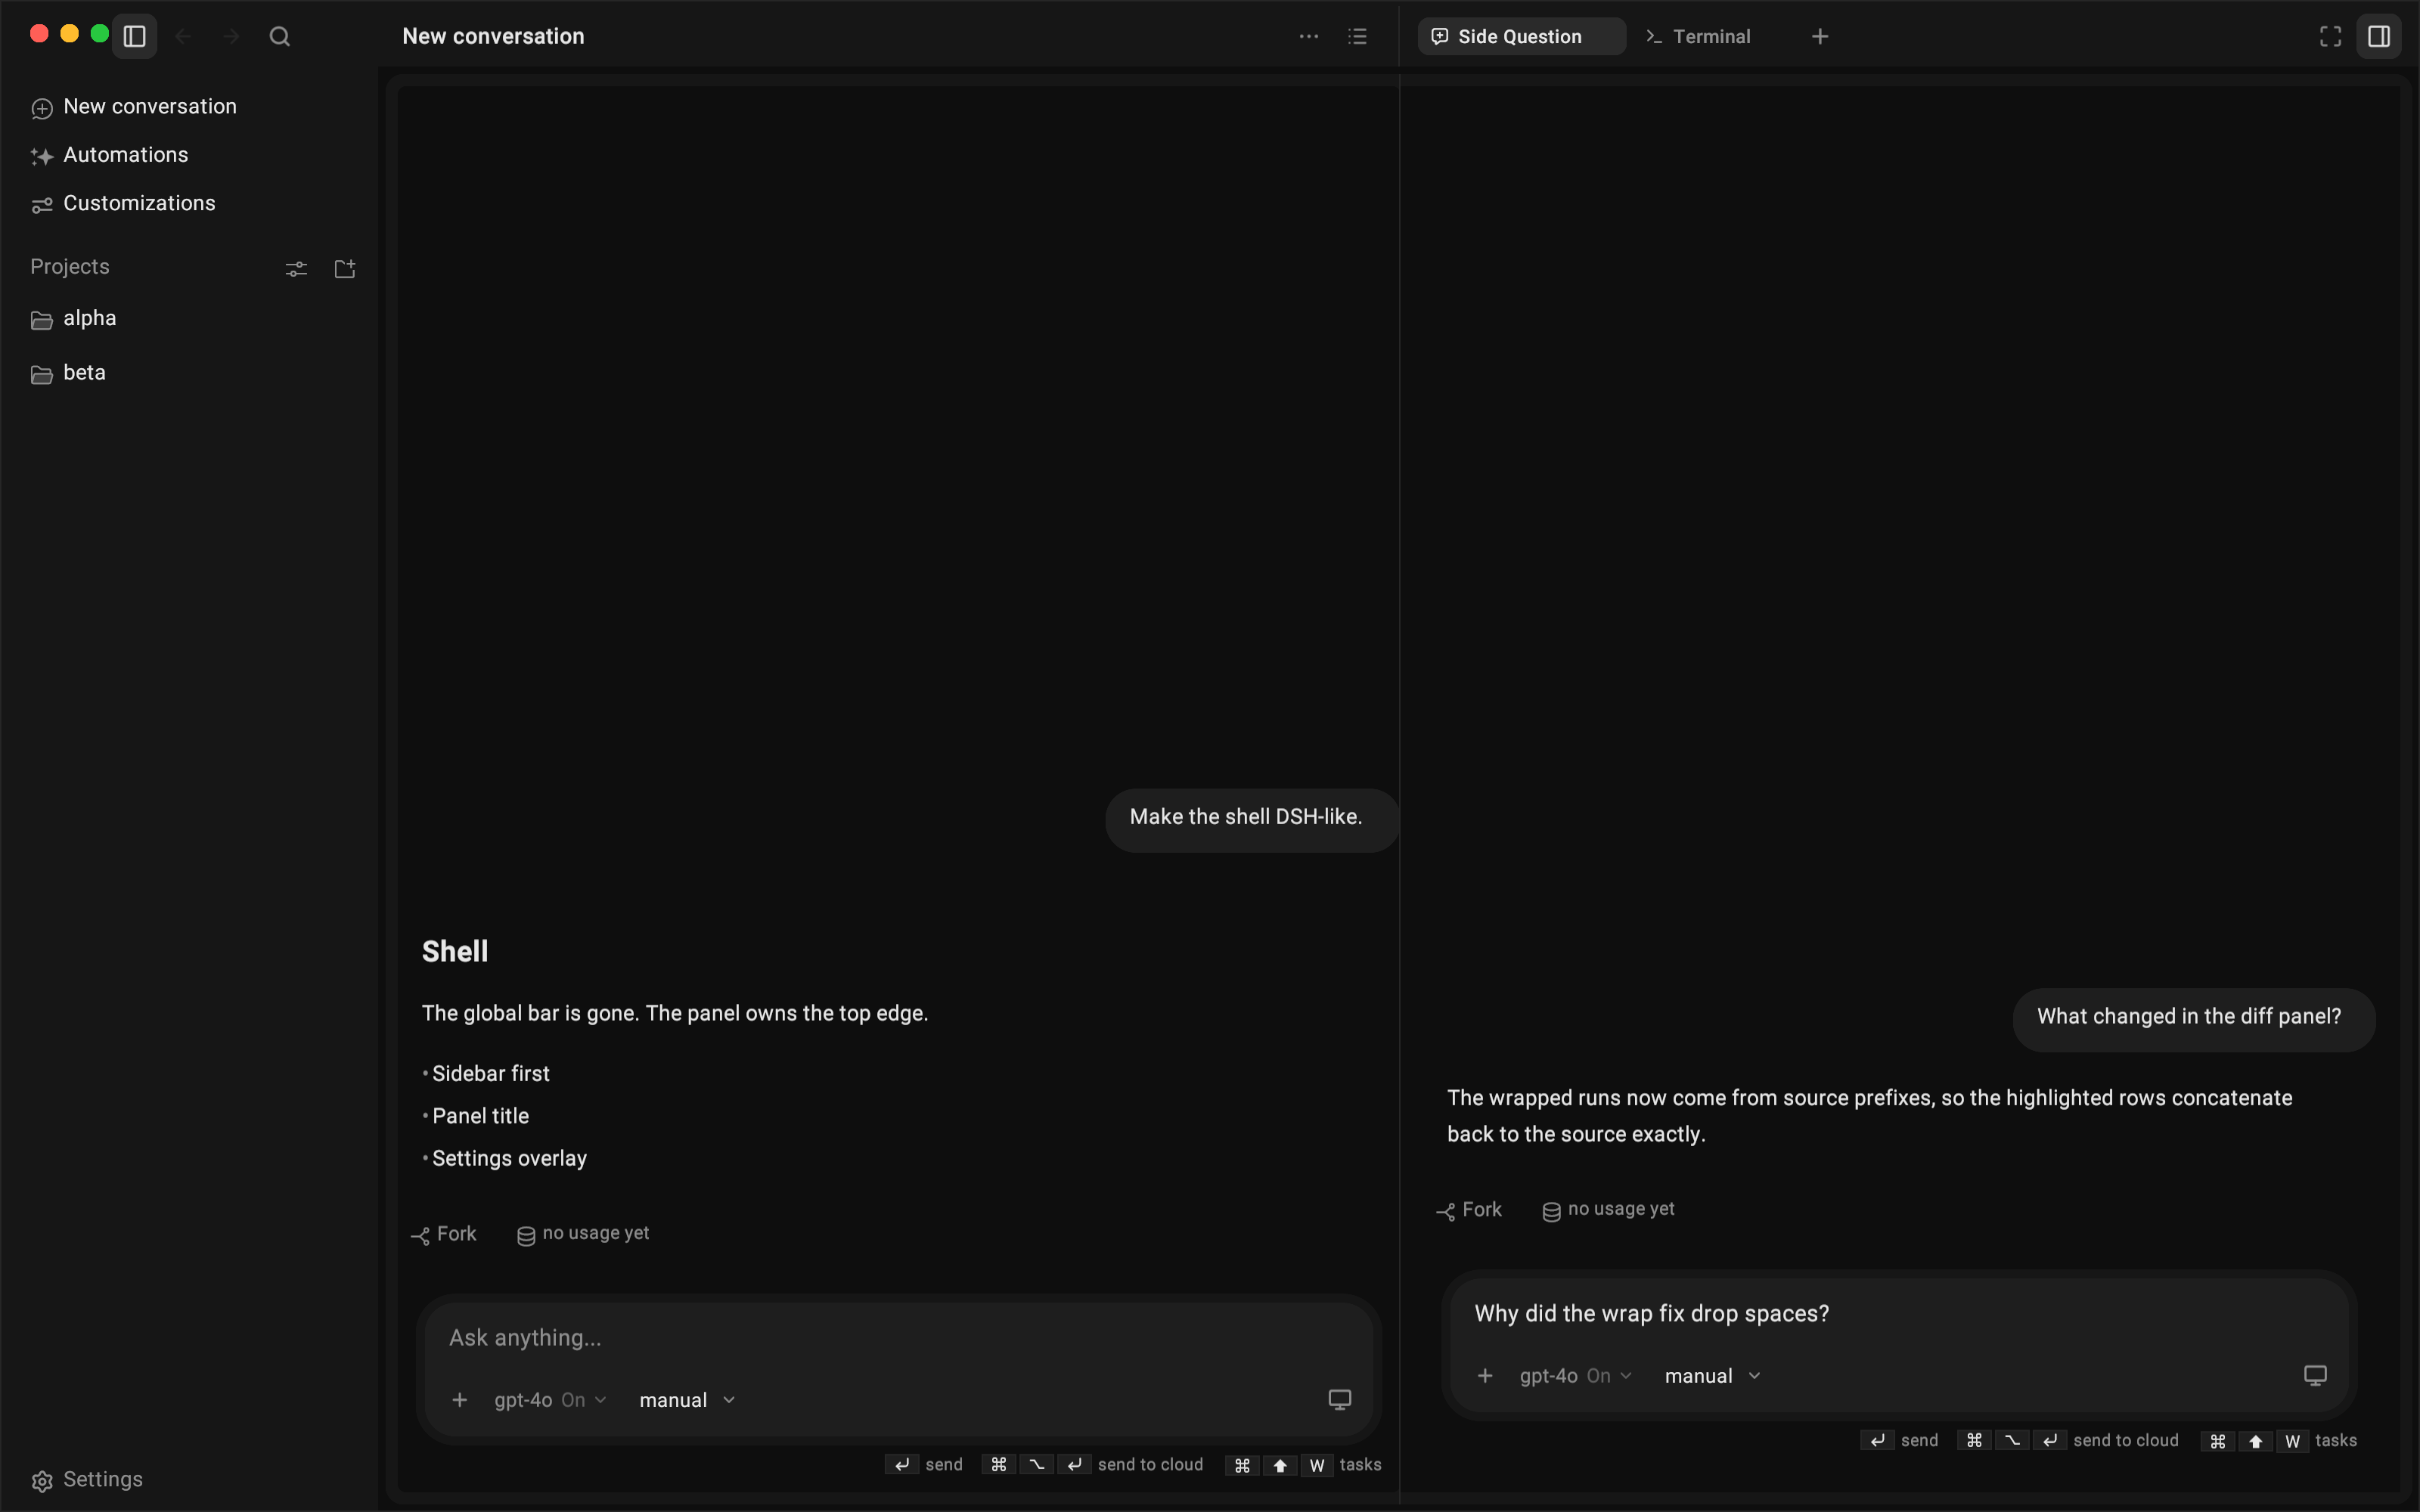 New conversation
Side Question
Terminal
New conversation
Automations
Customizations
Projects
alpha
beta
Settings
Make the shell DSH-like.
Shell
The global bar is gone. The panel owns the top edge.
• Sidebar first
• Panel title
• Settings overlay
Fork no usage yet
Ask anything...
gpt-4o On manual
send send to cloud W tasks
What changed in the diff panel?
The wrapped runs now come from source prefixes, so the highlighted rows concatenate
back to the source exactly.
Fork no usage yet
Why did the wrap fix drop spaces?
gpt-4o On manual
send send to cloud W tasks